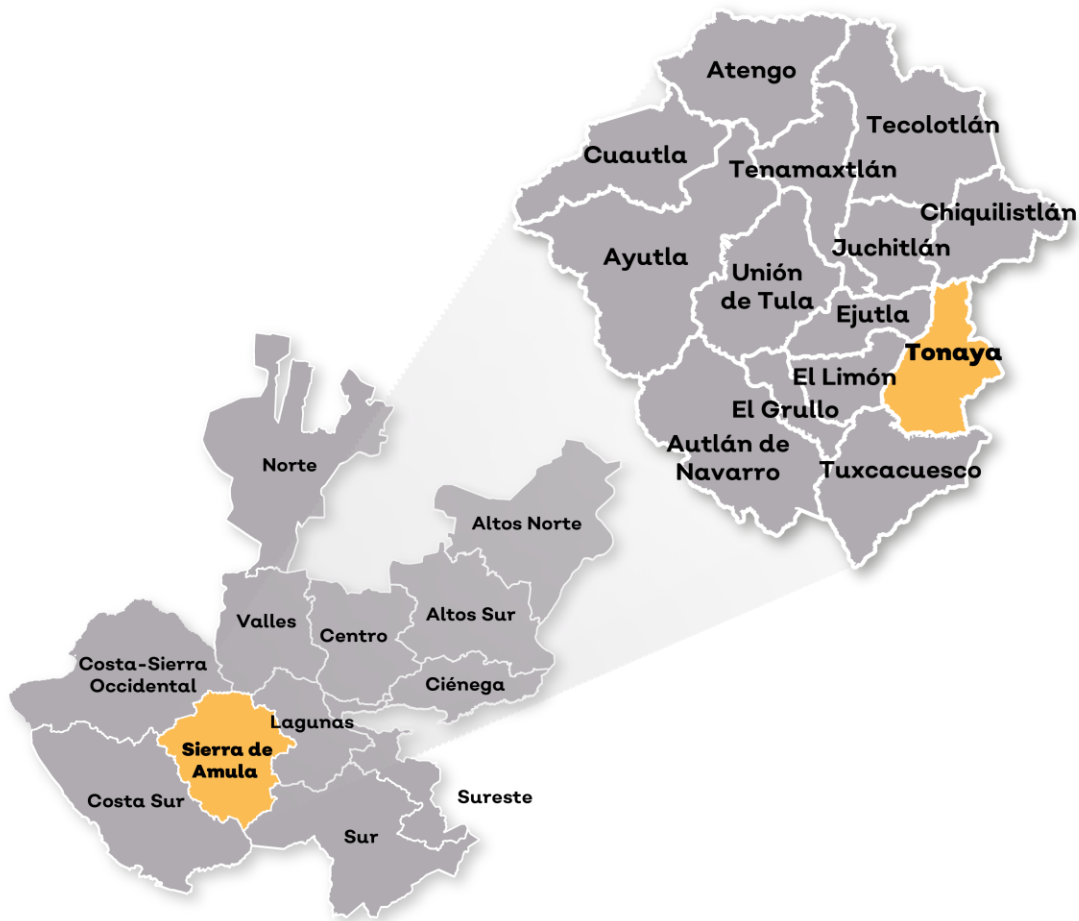 Atengo
Tecolotlán
Cuautla
Tenamaxtlán
Chiquilistlán
Juchitlán
Ayutla
Unión
de Tula
Ejutla
Tonaya
El Limón
El Grullo
Autlán de
Navarro
Tuxcacuesco
Norte
Altos Norte
Valles
Centro
Altos Sur
Costa-Sierra
Occidental
Ciénega
Lagunas
Sierra de
Amula
Costa Sur
Sureste
Sur